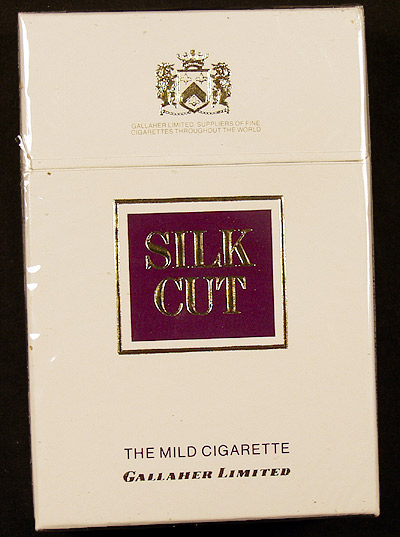 GALLAHER LIMITED, SUPPLIERS OF FINE
CIGARETTES THROUGHOUT THE WORLD
SILK
CUT
THE MILD CIGARETTE
GALLAHER LIMITED